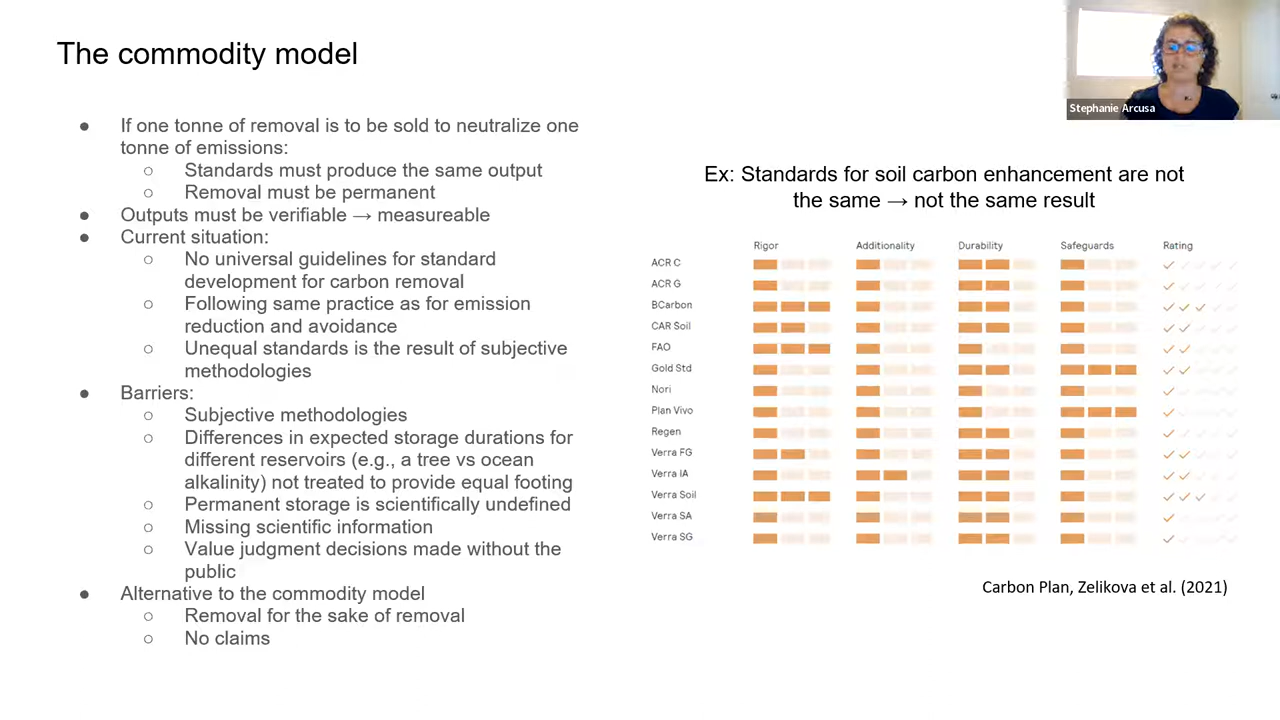 The commodity model
Stephanie Arcusa
● If one tonne of removal is to be sold to neutralize one
tonne of emissions:
○ Standards must produce the same output
○ Removal must be permanent
● Outputs must be verifiable → measureable
● Current situation:
○ No universal guidelines for standard
development for carbon removal
○ Following same practice as for emission
reduction and avoidance
○ Unequal standards is the result of subjective
methodologies
● Barriers:
○ Subjective methodologies
○ Differences in expected storage durations for
different reservoirs (e.g., a tree vs ocean
alkalinity) not treated to provide equal footing
○ Permanent storage is scientifically undefined
○ Missing scientific information
○ Value judgment decisions made without the
public
● Alternative to the commodity model
○ Removal for the sake of removal
○ No claims
Ex: Standards for soil carbon enhancement are not
the same → not the same result
Rigor Additionality Durability Safeguards Rating
ACR C
ACR G
BCarbon
CAR Soil
FAO
Gold Std
Nori
Plan Vivo
Regen
Verra FG
Verra IA
Verra Soil
Verra SA
Verra SG
Carbon Plan, Zelikova et al. (2021)